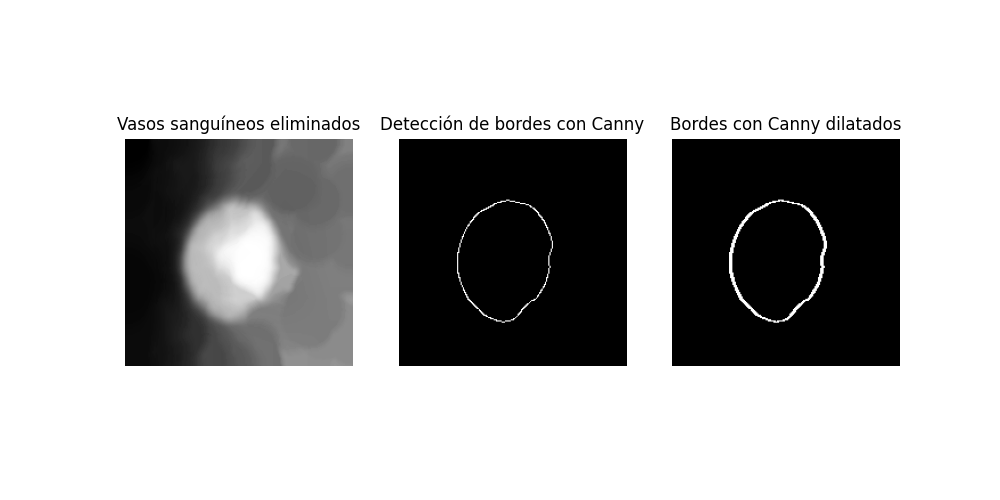 Vasos sanguíneos eliminados
Detección de bordes con Canny
Bordes con Canny dilatados